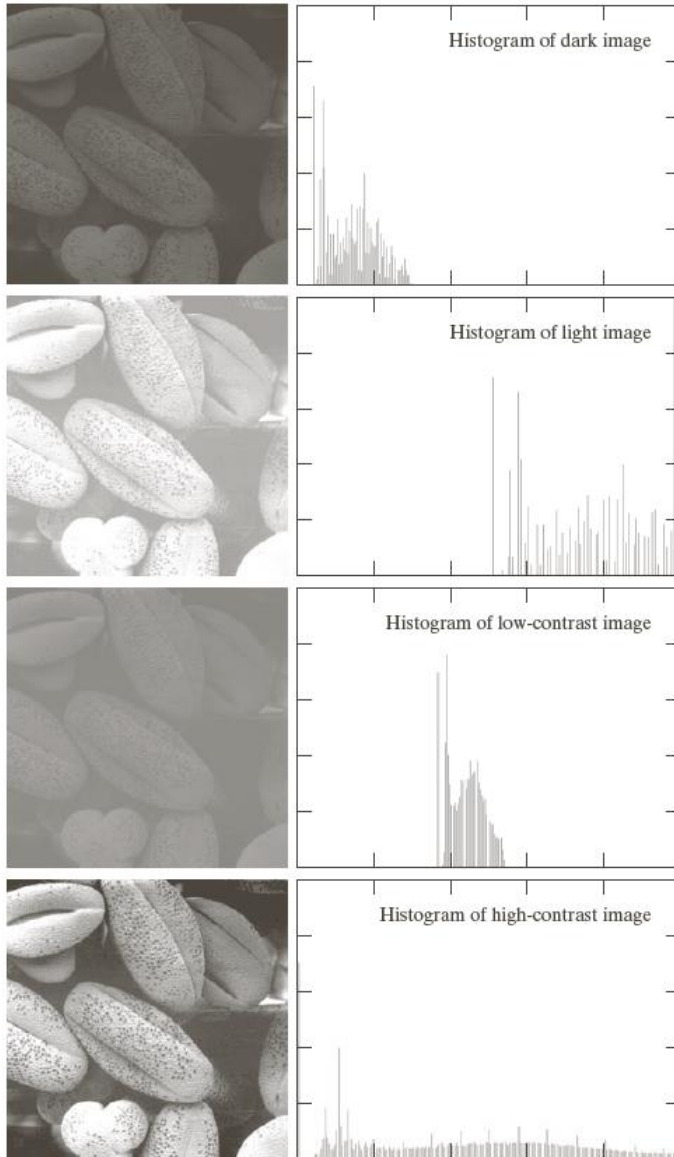 Histogram of dark image
Histogram of light image
Histogram of low-contrast image
Histogram of high-contrast image